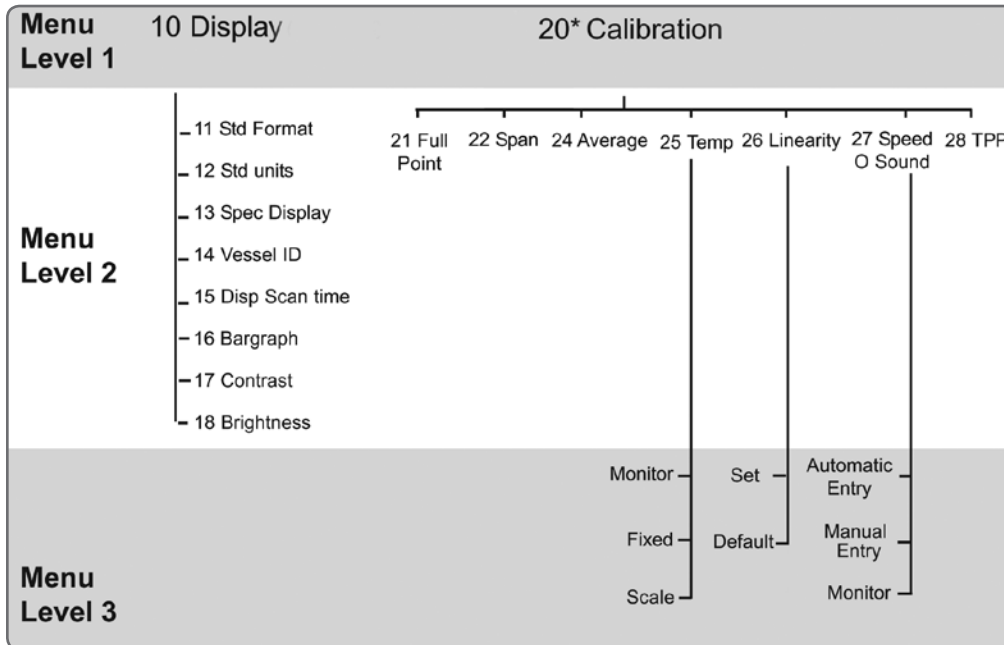 Menu
Level 1
10 Display
20* Calibration
Menu
Level 2
11 Std Format
12 Std units
13 Spec Display
14 Vessel ID
15 Disp Scan time
16 Bargraph
17 Contrast
18 Brightness
21 Full
Point
22 Span
24 Average
25 Temp
26 Linearity
27 Speed
O Sound
28 TPR
Menu
Level 3
Monitor
Fixed
Scale
Set
Default
Automatic
Entry
Manual
Entry
Monitor